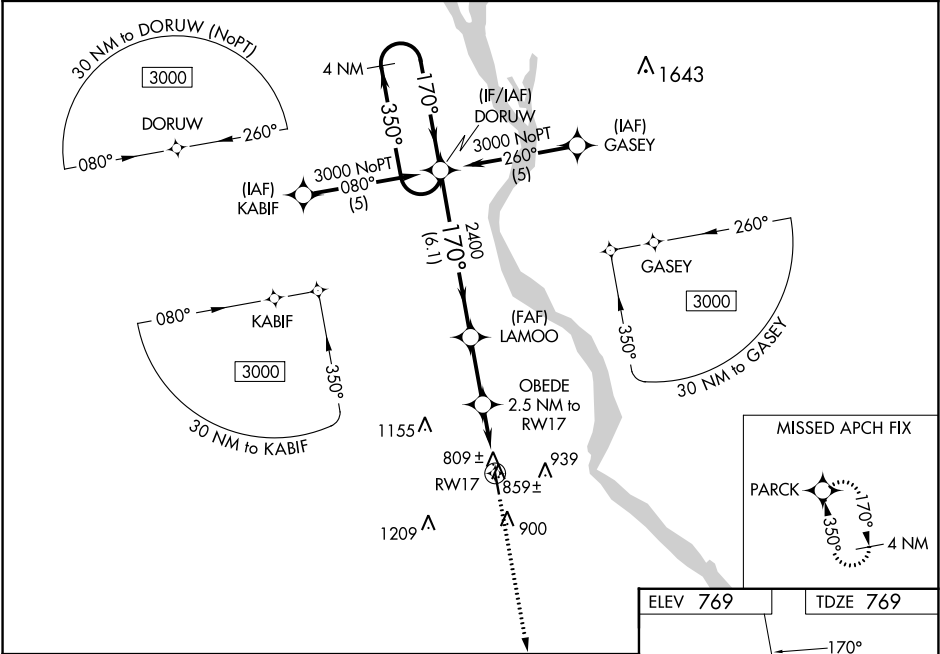 30 NM to DORUW (NoPT)
3000
DORUW
080°
260°
4 NM
170°
350°
(IF/IAF)
DORUW
1643
(IAF)
GASEY
3000 NoPT
260°
(5)
(IAF)
KABIF
3000 NoPT
080°
(5)
2400
170°
(6.1)
260°
GASEY
3000
350°
30 NM to GASEY
080°
KABIF
3000
350°
30 NM to KABIF
(FAF)
LAMOO
OBEDE
2.5 NM to
RW17
1155
809 ±
939
RW17
859 ±
1209
900
MISSED APCH FIX
PARCK
170°
350°
4 NM
ELEV 769
TDZE 769
170°